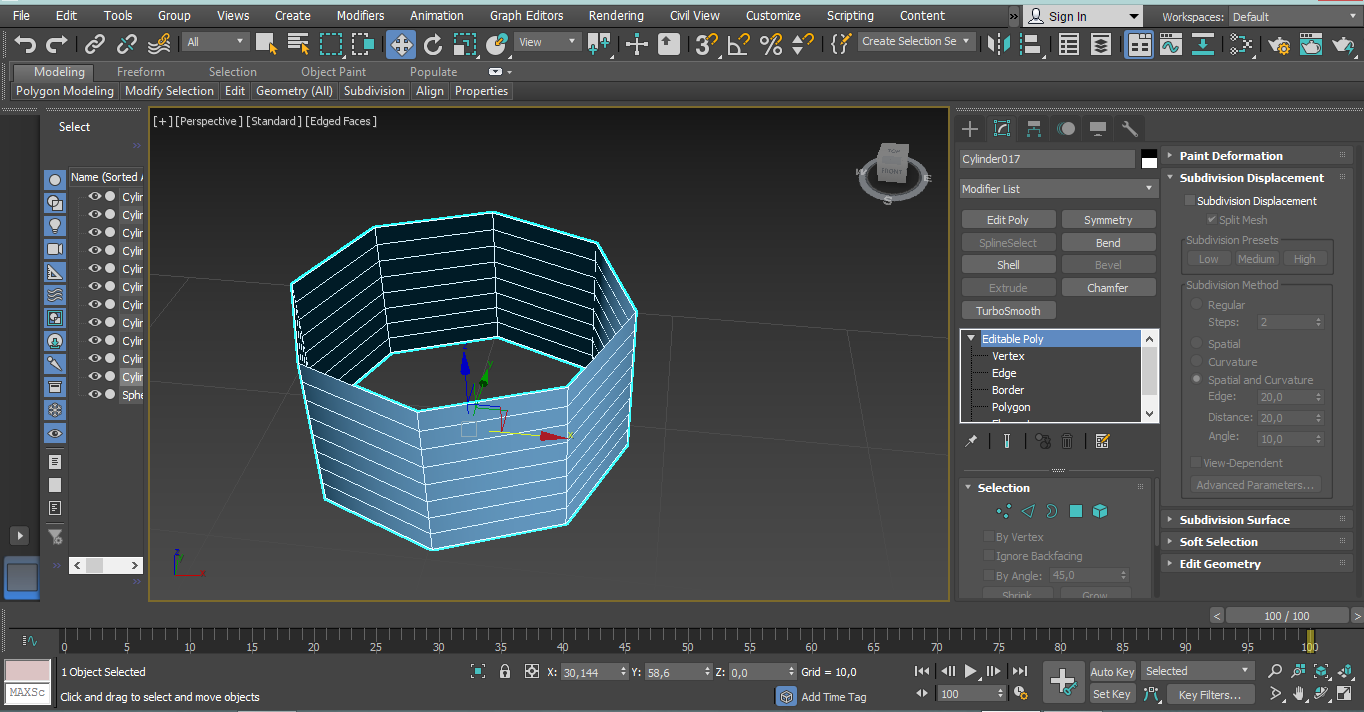 File Edit Tools Group Views Create Modifiers Animation Graph Editors Rendering Civil View Customize Scripting Content » Sign In Workspaces: Default
All View Create Selection Se
Modeling Freeform Selection Object Paint Populate
Polygon Modeling Modify Selection Edit Geometry (All) Subdivision Align Properties
Select
»
Name (Sorted A
Cylir
Cylir
Cylir
Cylir
Cylir
Cylir
Cylir
Cylir
Cylir
Cylir
Cylir
Sphe
[+] [Perspective ] [Standard ] [Edged Faces ]
TOP
FRONT
W E
S
z
y
x
z
y
x
Cylinder017
Modifier List
Edit Poly Symmetry
SplineSelect Bend
Shell Bevel
Extrude Chamfer
TurboSmooth
Editable Poly
Vertex
Edge
Border
Polygon
Selection
By Vertex
Ignore Backfacing
By Angle: 45,0
Shrink Grow
Paint Deformation
Subdivision Displacement
Subdivision Displacement
Split Mesh
Subdivision Presets
Low Medium High
Subdivision Method
Regular
Steps: 2
Spatial
Curvature
Spatial and Curvature
Edge: 20,0
Distance: 20,0
Angle: 10,0
View-Dependent
Advanced Parameters...
Subdivision Surface
Soft Selection
Edit Geometry
< 100 / 100 >
0 5 10 15 20 25 30 35 40 45 50 55 60 65 70 75 80 85 90 95 100
1 Object Selected X: 30,144 Y: 58,6 Z: 0,0 Grid = 10,0 Auto Key Selected
MAXSc Click and drag to select and move objects Add Time Tag 100 Set Key Key Filters...